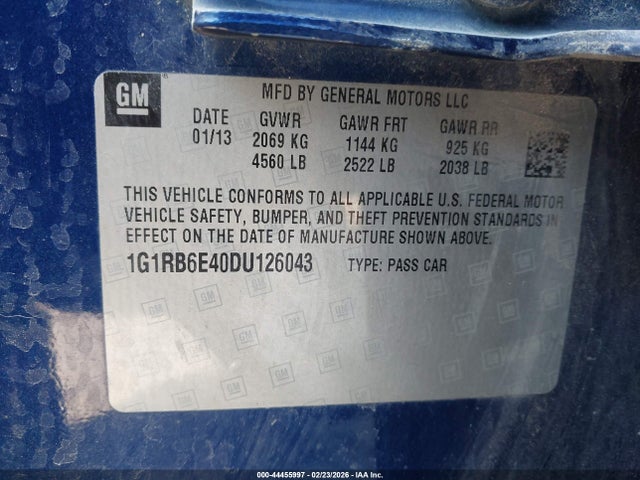 GM
MFD BY GENERAL MOTORS LLC
DATE GVWR GAWR FRT GAWR RR
01/13 2069 KG 1144 KG 925 KG
4560 LB 2522 LB 2038 LB
THIS VEHICLE CONFORMS TO ALL APPLICABLE U.S. FEDERAL MOTOR
VEHICLE SAFETY, BUMPER, AND THEFT PREVENTION STANDARDS IN
EFFECT ON THE DATE OF MANUFACTURE SHOWN ABOVE.
1G1RB6E40DU126043 TYPE: PASS CAR
000-44455997 - 02/23/2026 - IAA Inc.